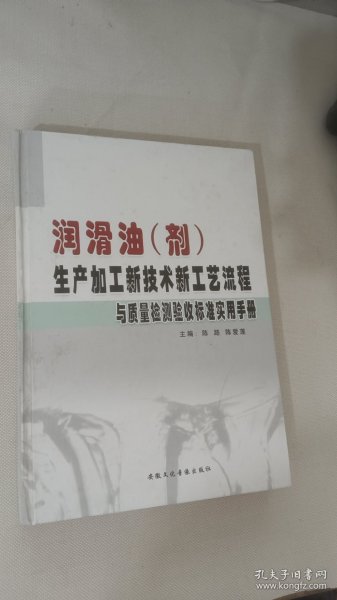 润滑油(剂)
生产加工新技术新工艺流程
与质量检测验收标准实用手册
主编 陈 路 陈爱莲
安徽文化音像出版社
孔夫子旧书网
www.kongfz.com